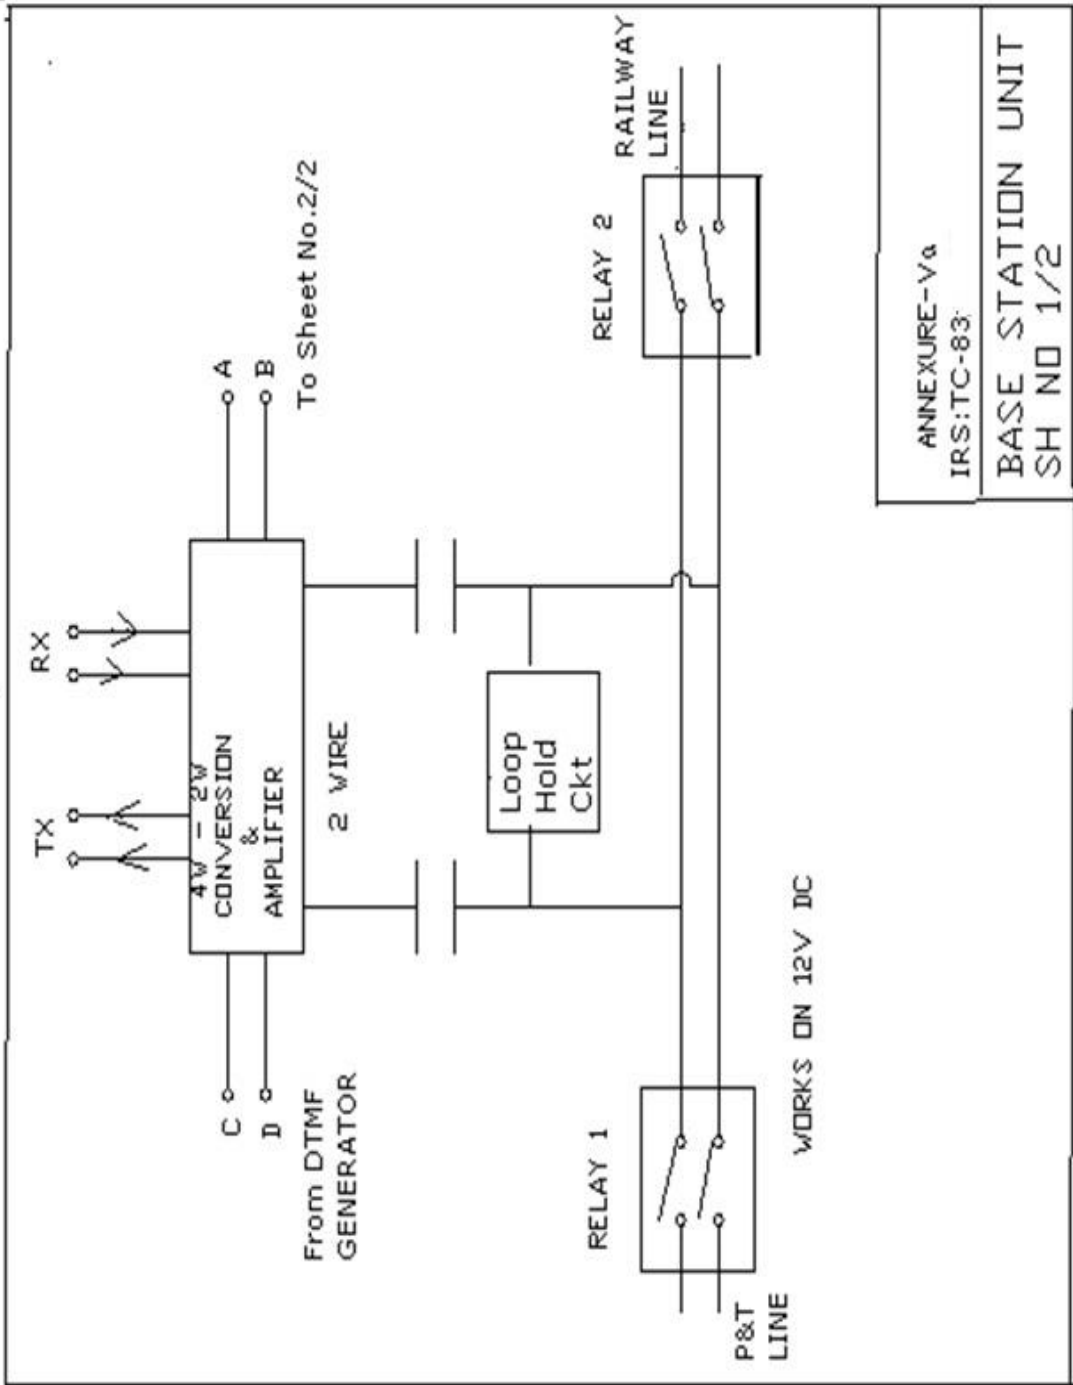 TX
RX
C
D
From DTMF
GENERATOR
4W - 2W
CONVERSION
&
AMPLIFIER
A
B
To Sheet No.2/2
2 WIRE
Loop
Hold
Ckt
RELAY 1
RELAY 2
P&T
LINE
RAILWAY
LINE
WORKS ON 12V DC
ANNEXURE-Va
IRS:TC-83
BASE STATION UNIT
SH NO 1/2